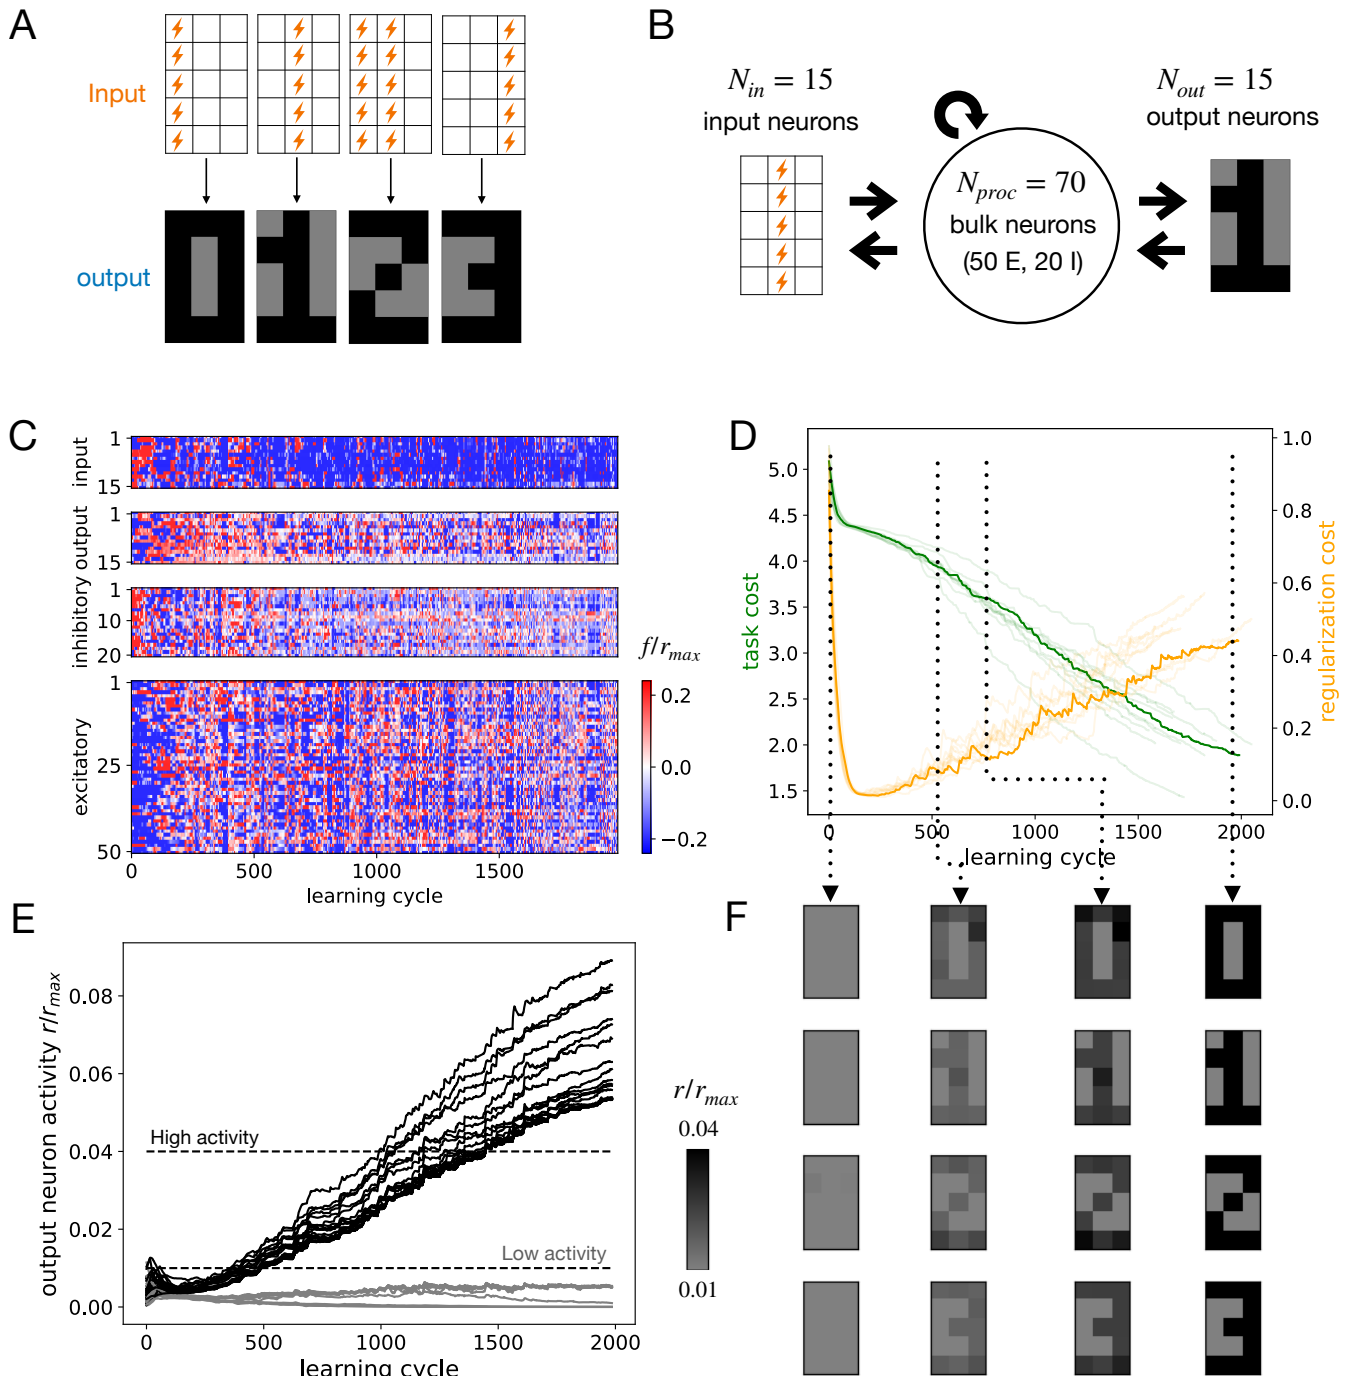 A
Input
output
B
N_in = 15
input neurons
N_out = 15
output neurons
N_proc = 70
bulk neurons
(50 E, 20 I)
C
input
1
15
output
1
15
inhibitory
1
10
20
excitatory
1
25
50
0 500 1000 1500
learning cycle
f/r_max
0.2
0.0
−0.2
D
task cost
5.0
4.5
4.0
3.5
3.0
2.5
2.0
1.5
1.0
0.8
0.6
0.4
0.2
0.0
regularization cost
0 500 1000 1500 2000
learning cycle
E
output neuron activity r/r_max
0.08
0.06
0.04
0.02
0.00
High activity
Low activity
0 500 1000 1500 2000
learning cycle
F
r/r_max
0.04
0.01